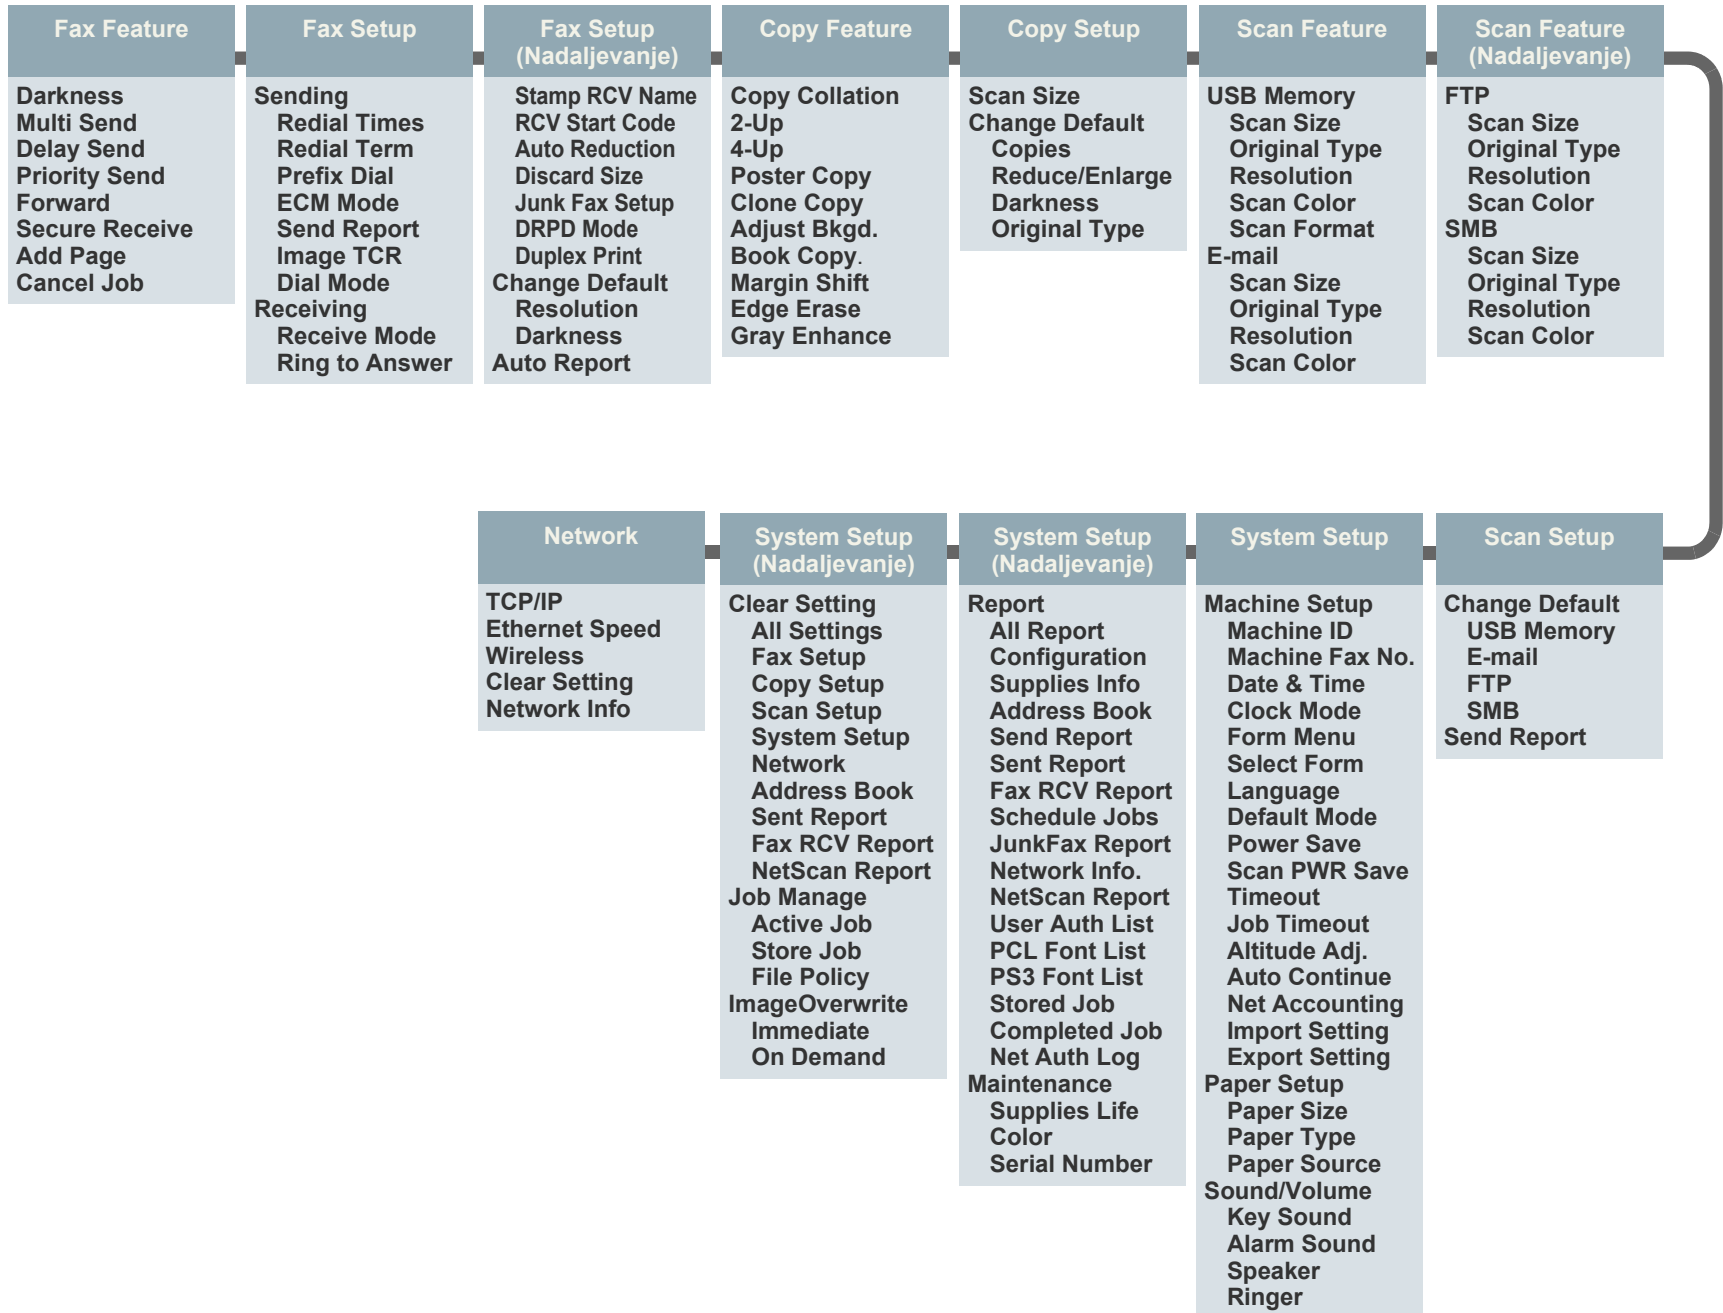 Fax Feature
Darkness
Multi Send
Delay Send
Priority Send
Forward
Secure Receive
Add Page
Cancel Job
Fax Setup
Sending
Redial Times
Redial Term
Prefix Dial
ECM Mode
Send Report
Image TCR
Dial Mode
Receiving
Receive Mode
Ring to Answer
Fax Setup
(Nadaljevanje)
Stamp RCV Name
RCV Start Code
Auto Reduction
Discard Size
Junk Fax Setup
DRPD Mode
Duplex Print
Change Default
Resolution
Darkness
Auto Report
Copy Feature
Copy Collation
2-Up
4-Up
Poster Copy
Clone Copy
Adjust Bkgd.
Book Copy.
Margin Shift
Edge Erase
Gray Enhance
Copy Setup
Scan Size
Change Default
Copies
Reduce/Enlarge
Darkness
Original Type
Scan Feature
USB Memory
Scan Size
Original Type
Resolution
Scan Color
Scan Format
E-mail
Scan Size
Original Type
Resolution
Scan Color
Scan Feature
(Nadaljevanje)
FTP
Scan Size
Original Type
Resolution
Scan Color
SMB
Scan Size
Original Type
Resolution
Scan Color
Network
TCP/IP
Ethernet Speed
Wireless
Clear Setting
Network Info
System Setup
(Nadaljevanje)
Clear Setting
All Settings
Fax Setup
Copy Setup
Scan Setup
System Setup
Network
Address Book
Sent Report
Fax RCV Report
NetScan Report
Job Manage
Active Job
Store Job
File Policy
ImageOverwrite
Immediate
On Demand
System Setup
(Nadaljevanje)
Report
All Report
Configuration
Supplies Info
Address Book
Send Report
Sent Report
Fax RCV Report
Schedule Jobs
JunkFax Report
Network Info.
NetScan Report
User Auth List
PCL Font List
PS3 Font List
Stored Job
Completed Job
Net Auth Log
Maintenance
Supplies Life
Color
Serial Number
System Setup
Machine Setup
Machine ID
Machine Fax No.
Date & Time
Clock Mode
Form Menu
Select Form
Language
Default Mode
Power Save
Scan PWR Save
Timeout
Job Timeout
Altitude Adj.
Auto Continue
Net Accounting
Import Setting
Export Setting
Paper Setup
Paper Size
Paper Type
Paper Source
Sound/Volume
Key Sound
Alarm Sound
Speaker
Ringer
Scan Setup
Change Default
USB Memory
E-mail
FTP
SMB
Send Report